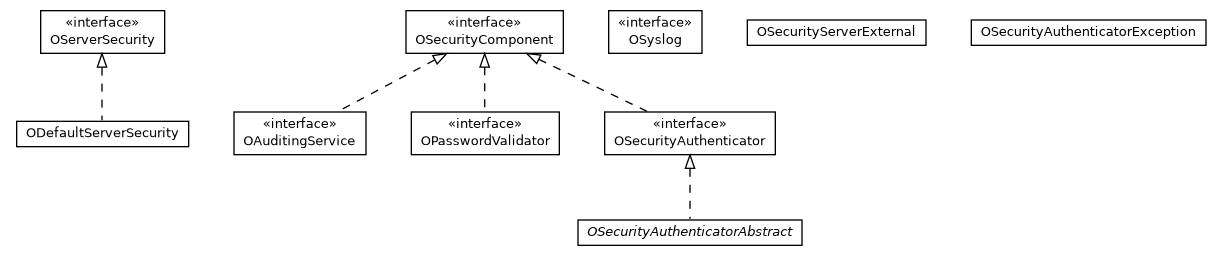 «interface»
OServerSecurity
«interface»
OSecurityComponent
«interface»
OSyslog
OSecurityServerExternal
OSecurityAuthenticatorException
ODefaultServerSecurity
«interface»
OAuditingService
«interface»
OPasswordValidator
«interface»
OSecurityAuthenticator
OSecurityAuthenticatorAbstract